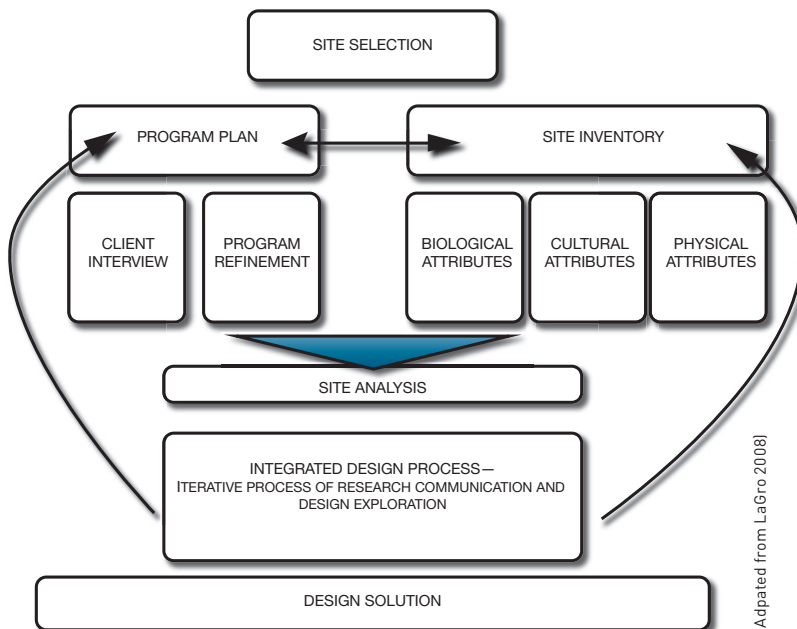 SITE SELECTION
PROGRAM PLAN
SITE INVENTORY
CLIENT
INTERVIEW
PROGRAM
REFINEMENT
BIOLOGICAL
ATTRIBUTES
CULTURAL
ATTRIBUTES
PHYSICAL
ATTRIBUTES
SITE ANALYSIS
INTEGRATED DESIGN PROCESS—
ITERATIVE PROCESS OF RESEARCH COMMUNICATION AND
DESIGN EXPLORATION
DESIGN SOLUTION
Adpated from LaGro 2008)